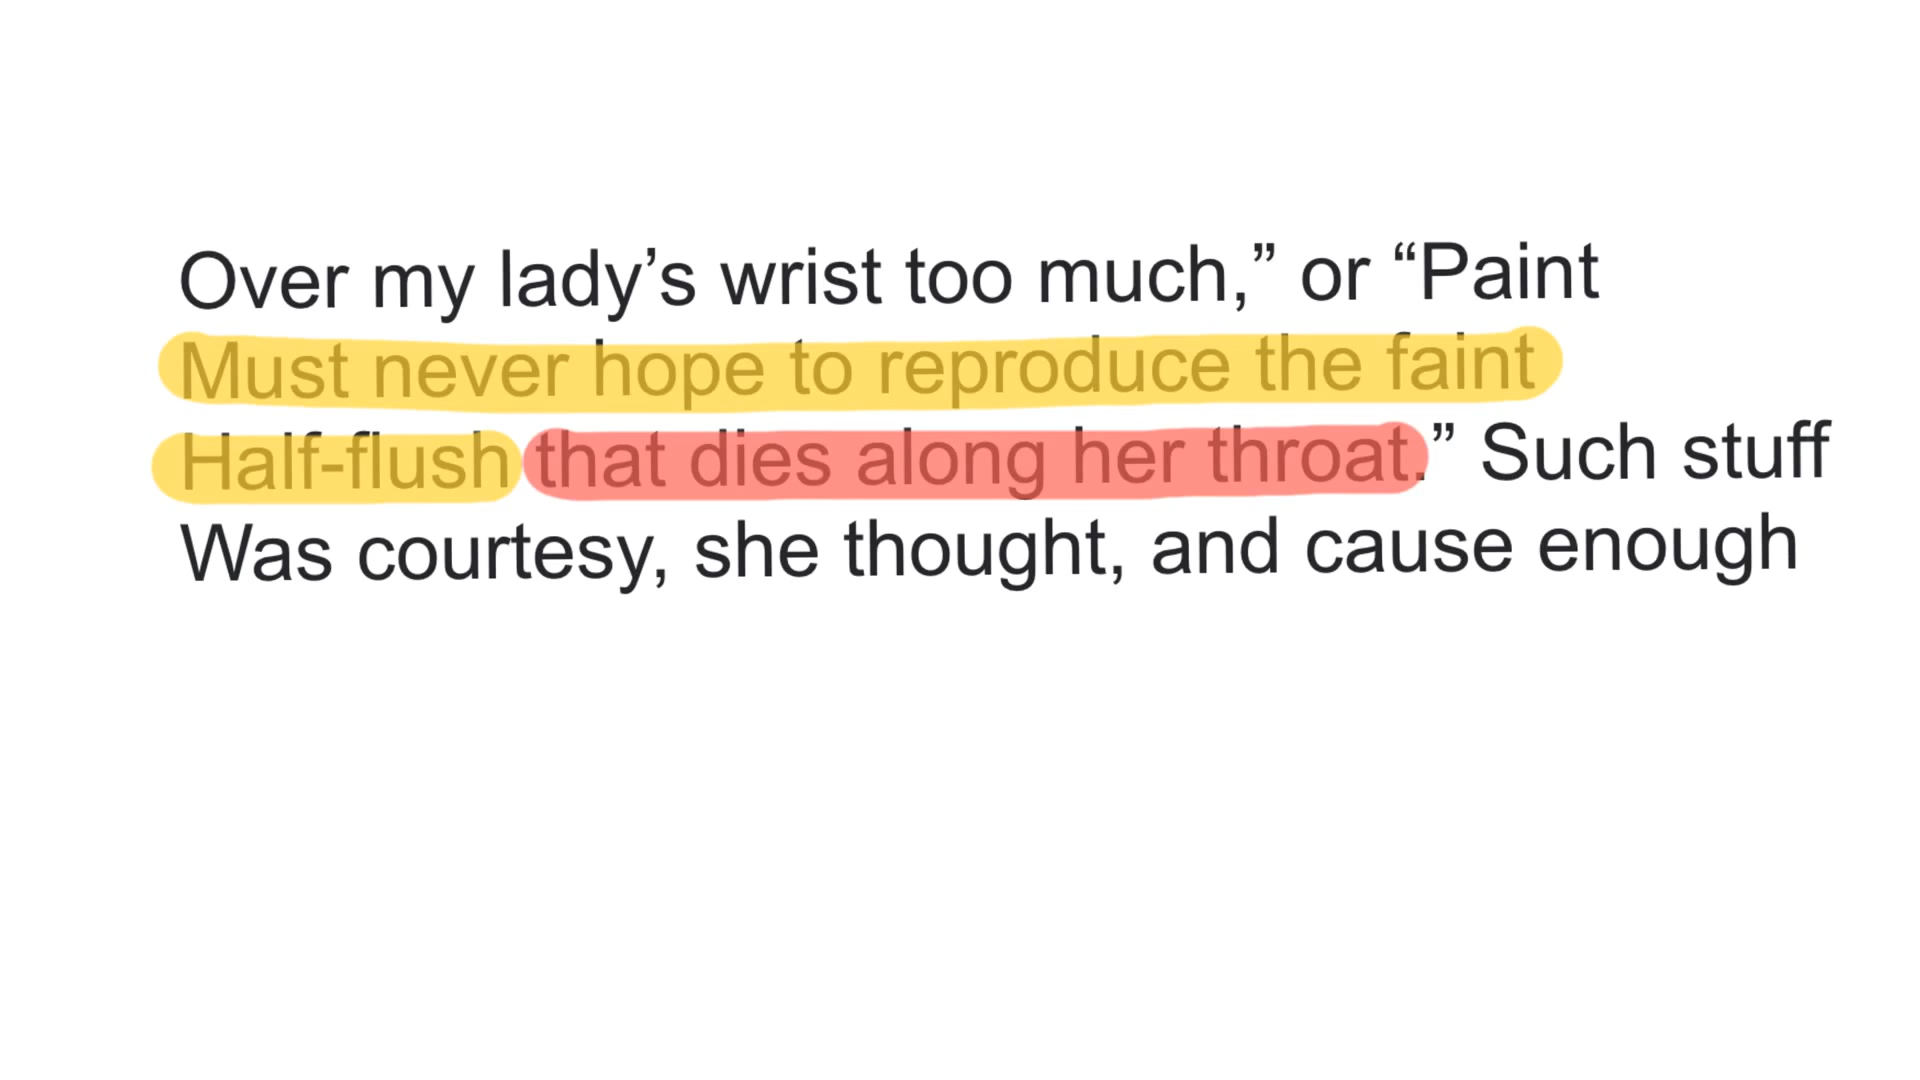 Over my lady’s wrist too much,” or “Paint
Must never hope to reproduce the faint
Half-flush that dies along her throat.” Such stuff
Was courtesy, she thought, and cause enough